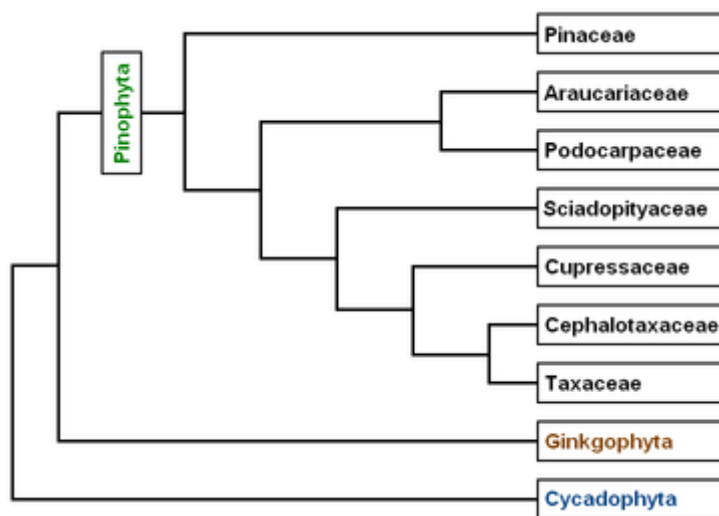 Pinophyta
Pinaceae
Araucariaceae
Podocarpaceae
Sciadopityaceae
Cupressaceae
Cephalotaxaceae
Taxaceae
Ginkgophyta
Cycadophyta